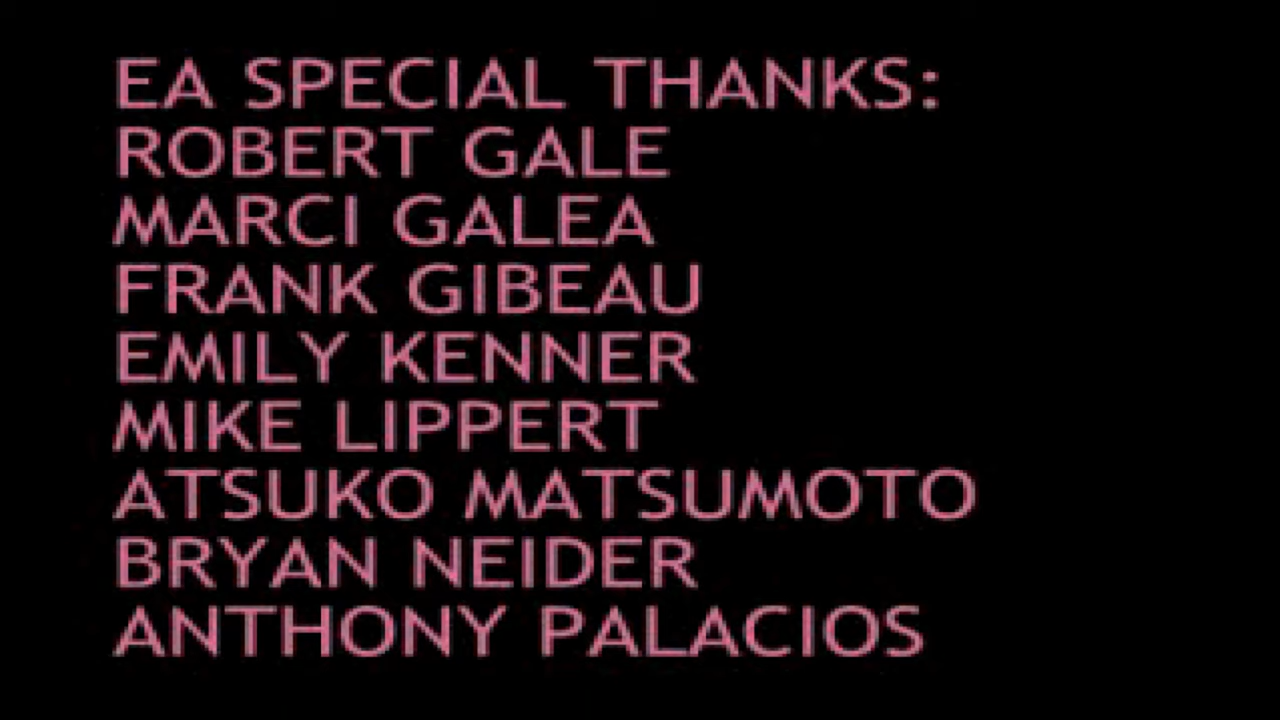 EA SPECIAL THANKS:
ROBERT GALE
MARCI GALEA
FRANK GIBEAU
EMILY KENNER
MIKE LIPPERT
ATSUKO MATSUMOTO
BRYAN NEIDER
ANTHONY PALACIOS